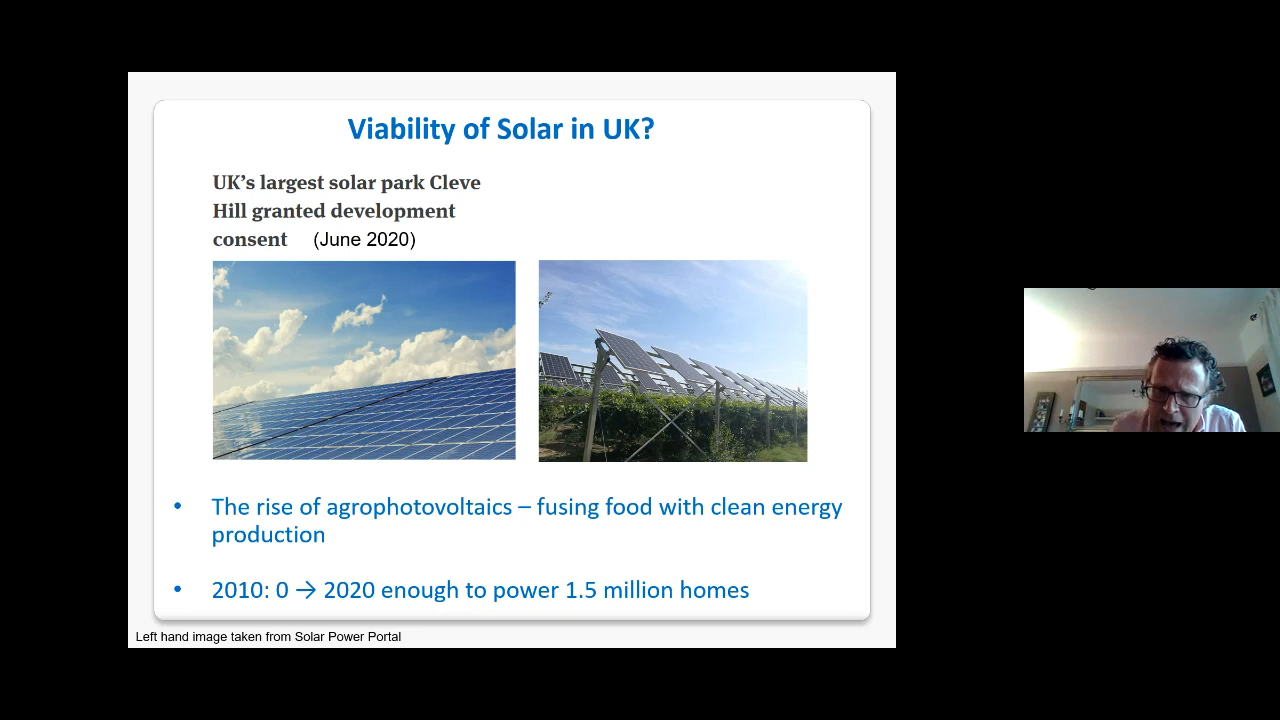 Viability of Solar in UK?
UK’s largest solar park Cleve
Hill granted development
consent (June 2020)
• The rise of agrophotovoltaics – fusing food with clean energy
production
• 2010: 0 → 2020 enough to power 1.5 million homes
Left hand image taken from Solar Power Portal